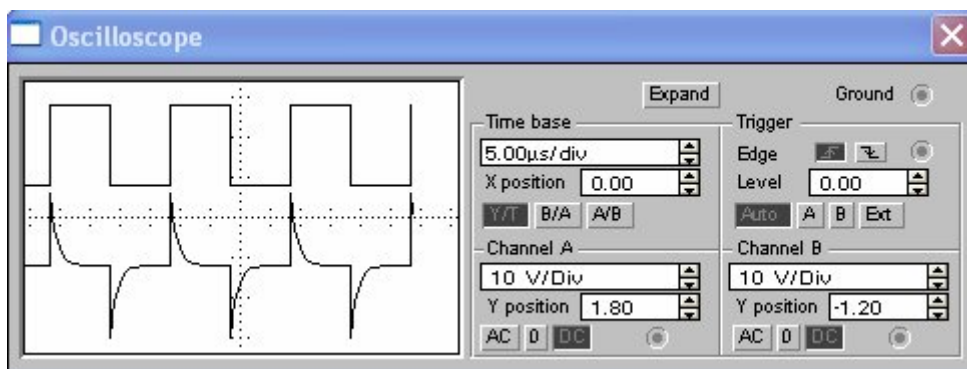 Oscilloscope
Expand
Ground
Time base
5.00µs/div
X position 0.00
Y/T B/A A/B
Trigger
Edge
Level 0.00
Auto A B Ext
Channel A
10 V/Div
Y position 1.80
AC 0 DC
Channel B
10 V/Div
Y position -1.20
AC 0 DC